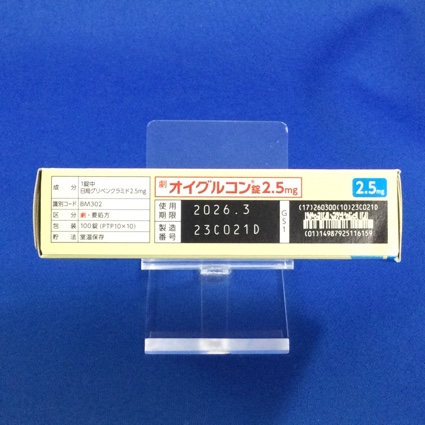 成分 1錠中
日局グリベンクラミド2.5mg
識別コード BM302
区分 劇・要処方
包装 100錠(PTP10×10)
貯法 室温保存
劇 オイグルコン®錠2.5mg
使用期限 2026.3
製造番号 23C021D
GS1
2.5mg
(17)260300(10)23C021D
(01)14987925116159